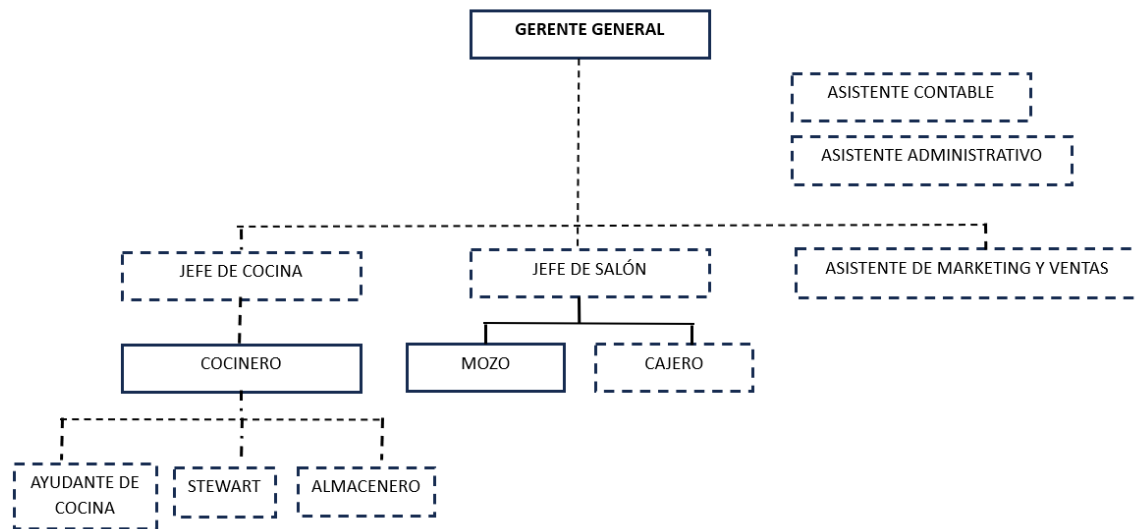 GERENTE GENERAL
ASISTENTE CONTABLE
ASISTENTE ADMINISTRATIVO
JEFE DE COCINA
JEFE DE SALÓN
ASISTENTE DE MARKETING Y VENTAS
COCINERO
MOZO
CAJERO
AYUDANTE DE
COCINA
STEWART
ALMACENERO